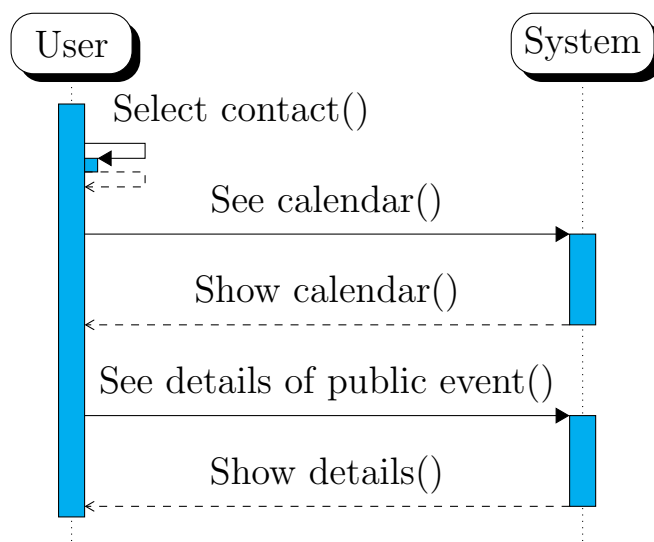 User
System
Select contact()
See calendar()
Show calendar()
See details of public event()
Show details()